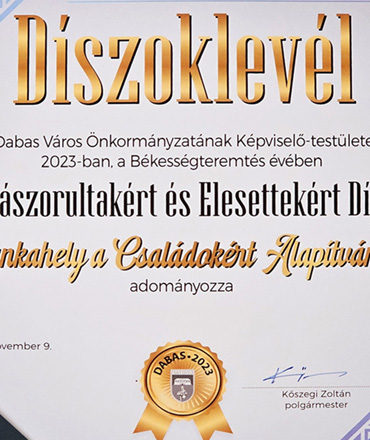 Díszoklevél
Dabas Város Önkormányzatának Képviselő-testülete
2023-ban, a Békességteremtés évében
ászorultakért és Elesettekért Dí
nkahely a Családokért Alapítván
adományozza
ovember 9.
DABAS • 2023
Kőszegi Zoltán
polgármester